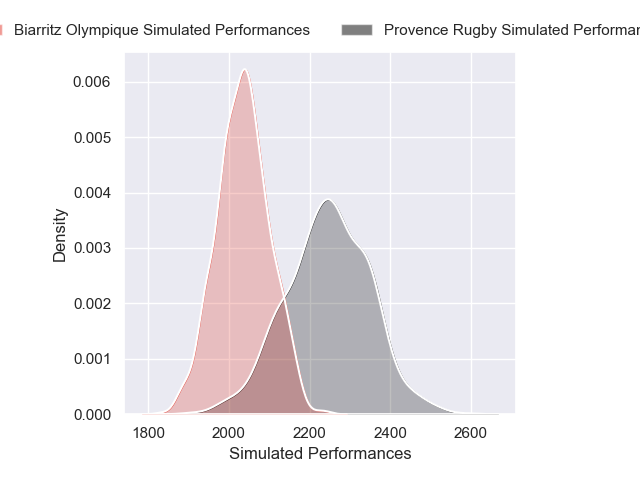 Biarritz Olympique Simulated Performances Provence Rugby Simulated Performan
0.006
0.005
0.004
0.003
0.002
0.001
0.000
Density
1800 2000 2200 2400 2600
Simulated Performances